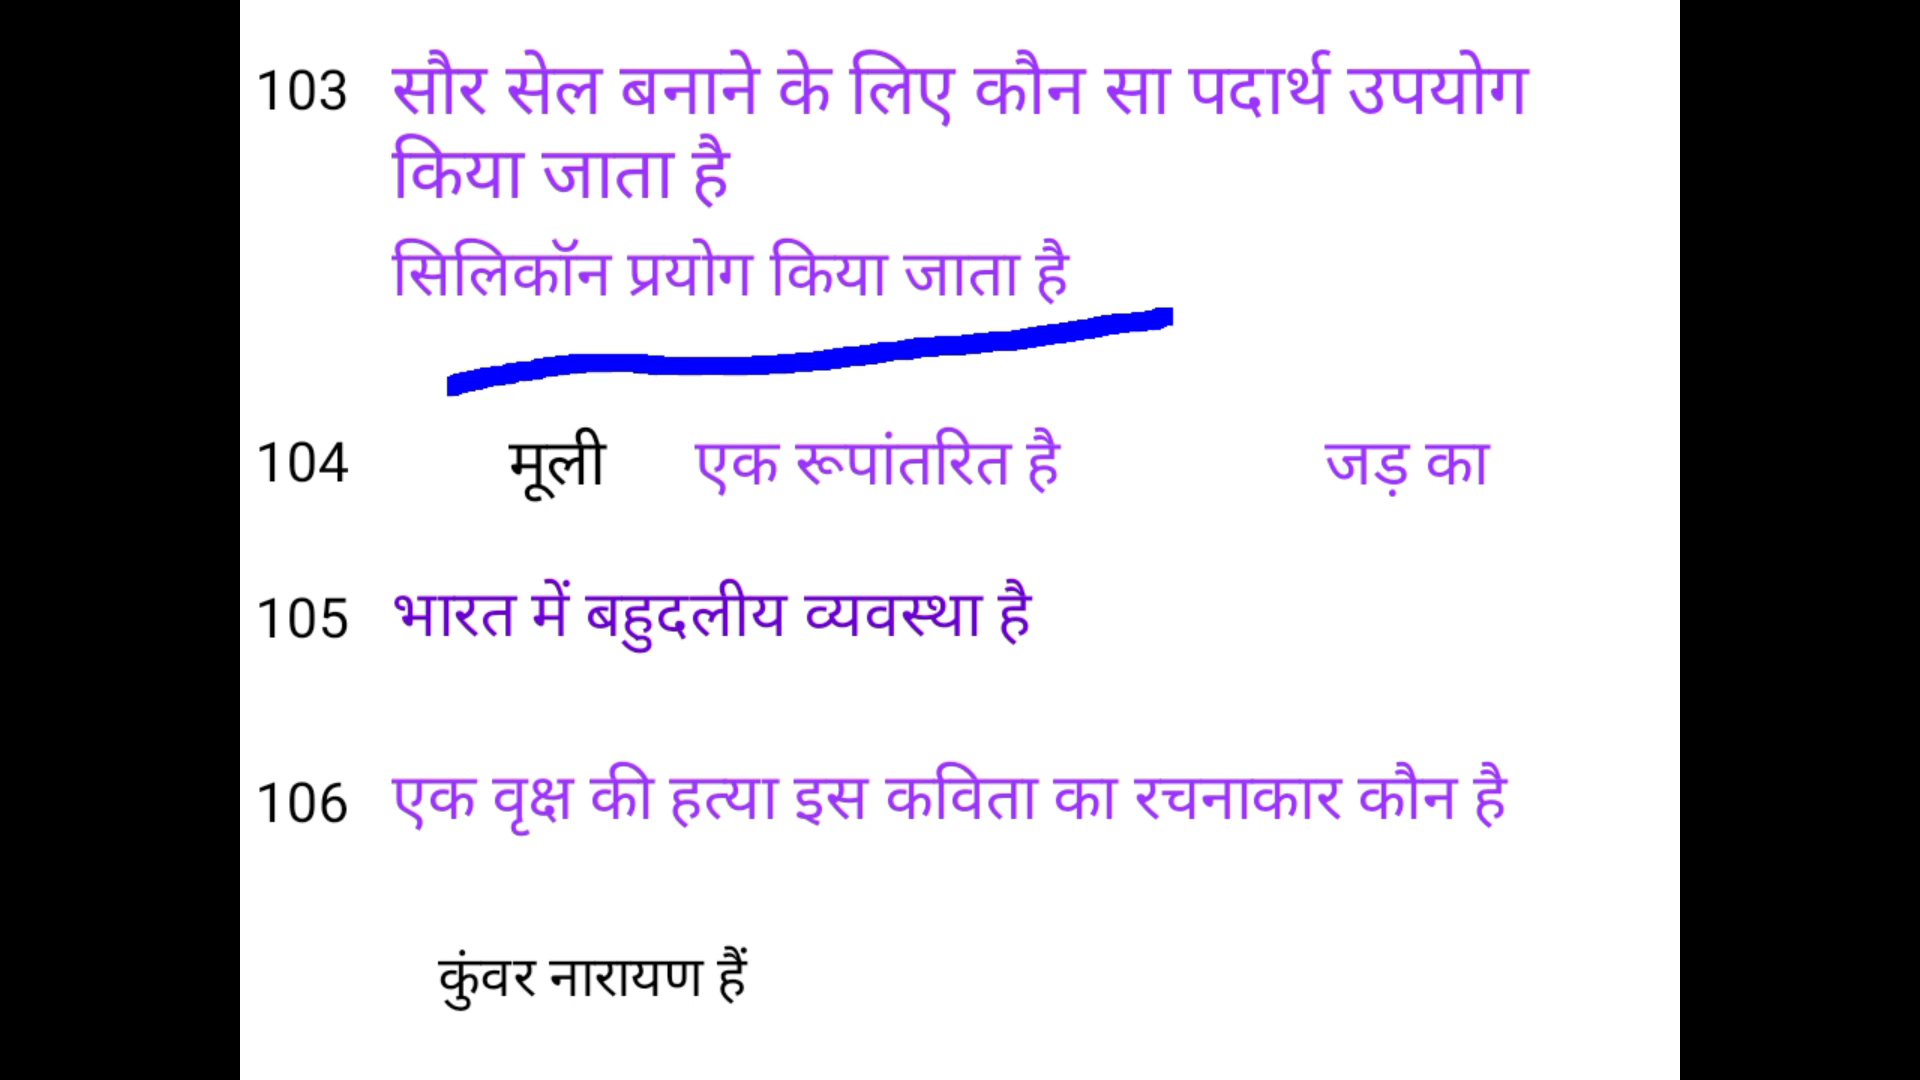 103 सौर सेल बनाने के लिए कौन सा पदार्थ उपयोग
किया जाता है
सिलिकॉन प्रयोग किया जाता है
104 मूली एक रूपांतरित है जड़ का
105 भारत में बहुदलीय व्यवस्था है
106 एक वृक्ष की हत्या इस कविता का रचनाकार कौन है
कुंवर नारायण हैं